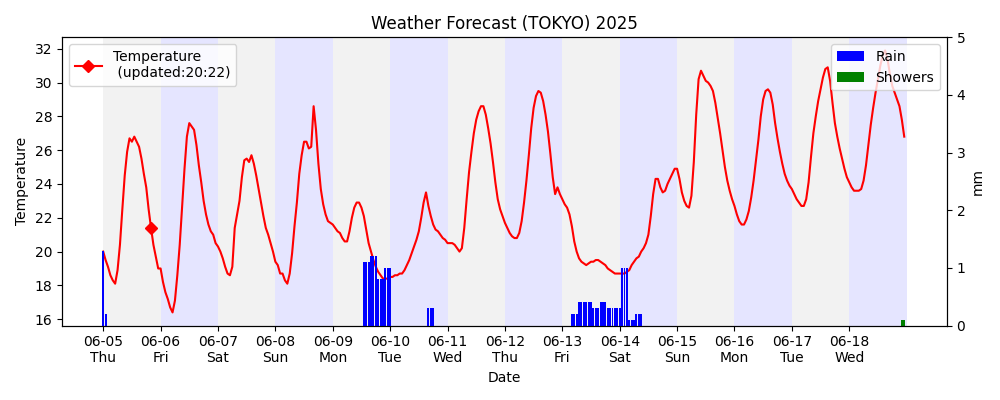 Weather Forecast (TOKYO) 2025
Temperature
(updated:20:22)
Rain
Showers
Temperature
mm
32
30
28
26
24
22
20
18
16
5
4
3
2
1
0
06-05 06-06 06-07 06-08 06-09 06-10 06-11 06-12 06-13 06-14 06-15 06-16 06-17 06-18
Thu Fri Sat Sun Mon Tue Wed Thu Fri Sat Sun Mon Tue Wed
Date